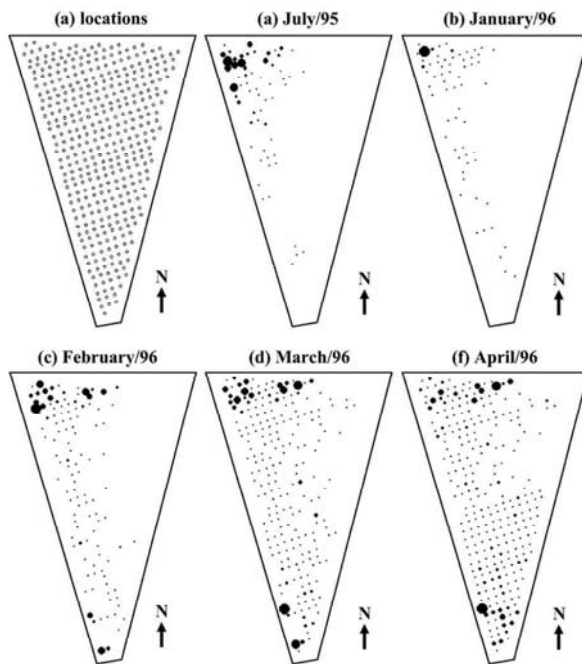 (a) locations
(a) July/95
(b) January/96
N
N
N
(c) February/96
(d) March/96
(f) April/96
N
N
N